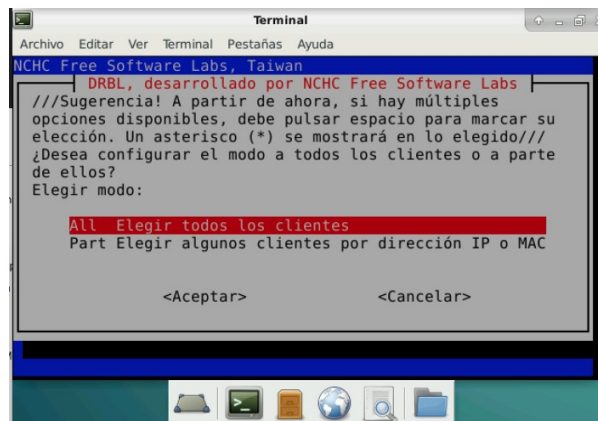 Terminal
Archivo Editar Ver Terminal Pestañas Ayuda
NCHC Free Software Labs, Taiwan
DRBL, desarrollado por NCHC Free Software Labs
///Sugerencia! A partir de ahora, si hay múltiples
opciones disponibles, debe pulsar espacio para marcar su
elección. Un asterisco (*) se mostrará en lo elegido///
¿Desea configurar el modo a todos los clientes o a parte
de ellos?
Elegir modo:
All Elegir todos los clientes
Part Elegir algunos clientes por dirección IP o MAC
<Aceptar> <Cancelar>